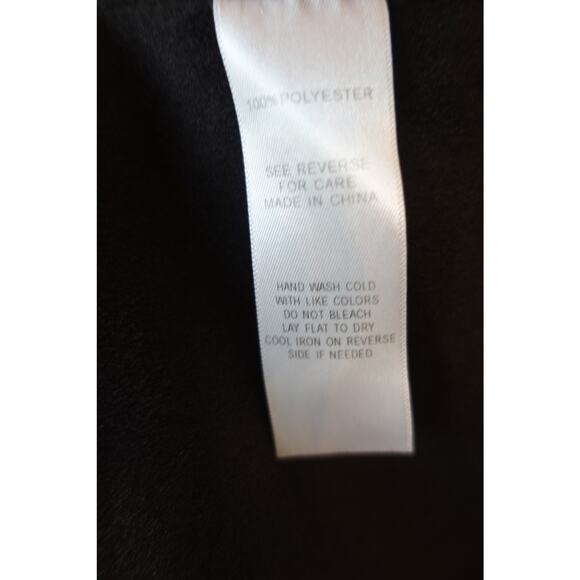 100% POLYESTER
SEE REVERSE
FOR CARE
MADE IN CHINA
HAND WASH COLD
WITH LIKE COLORS
DO NOT BLEACH
LAY FLAT TO DRY
COOL IRON ON REVERSE
SIDE IF NEEDED